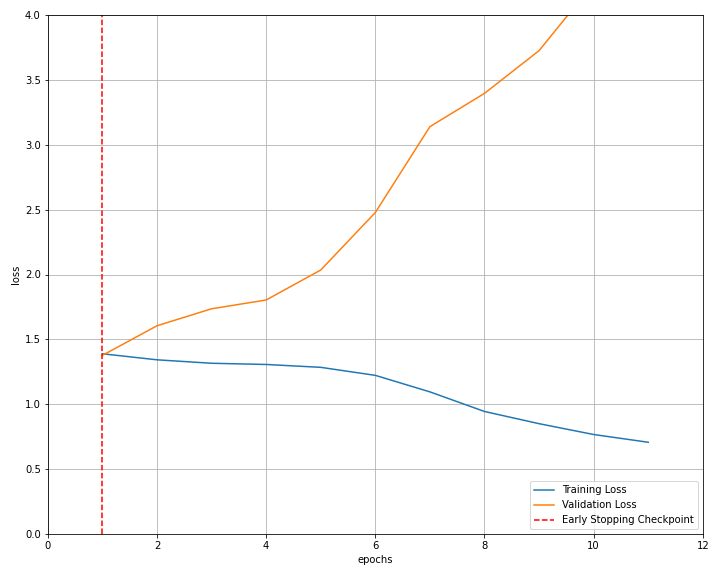 4.0
3.5
3.0
2.5
2.0
1.5
1.0
0.5
0.0
loss
0 2 4 6 8 10 12
epochs
Training Loss
Validation Loss
Early Stopping Checkpoint